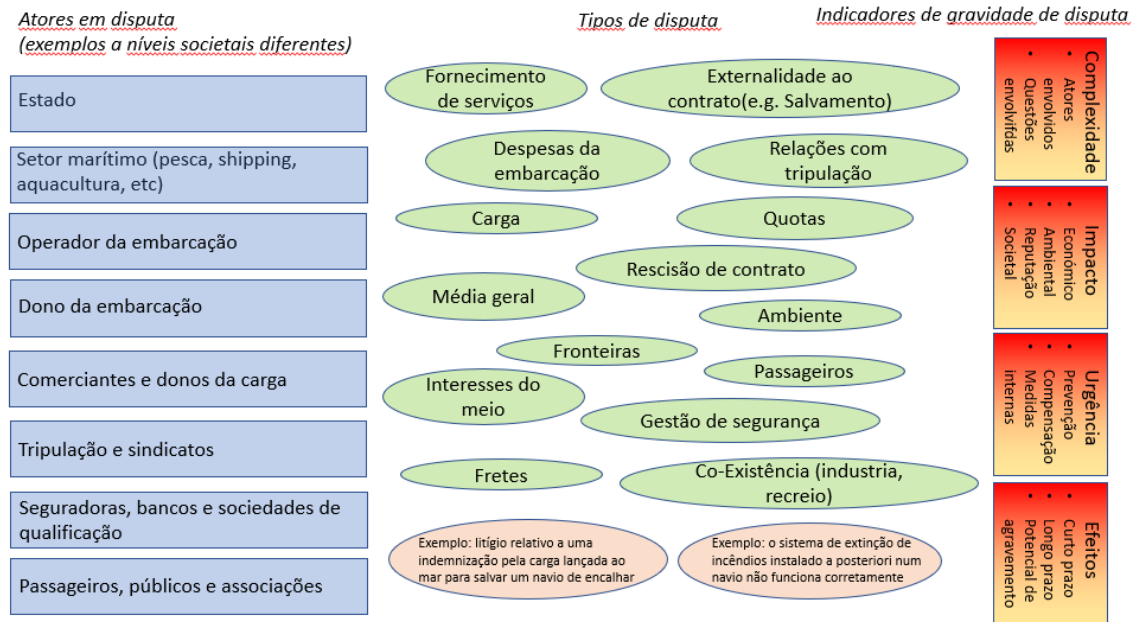 Atores em disputa
(exemplos a níveis societais diferentes)
Tipos de disputa
Indicadores de gravidade de disputa
Estado
Setor marítimo (pesca, shipping,
aquacultura, etc)
Operador da embarcação
Dono da embarcação
Comerciantes e donos da carga
Tripulação e sindicatos
Seguradoras, bancos e sociedades de
qualificação
Passageiros, públicos e associações
Fornecimento
de serviços
Externalidade ao
contrato(e.g. Salvamento)
Despesas da
embarcação
Relações com
tripulação
Carga
Quotas
Rescisão de contrato
Média geral
Ambiente
Fronteiras
Passageiros
Interesses do
meio
Gestão de segurança
Fretes
Co-Existência (industria,
recreio)
Exemplo: litígio relativo a uma
indemnização pela carga lançada ao
mar para salvar um navio de encalhar
Exemplo: o sistema de extinção de
incêndios instalado a posteriori num
navio não funciona corretamente
Complexidade
• Atores
envolvidos
• Questões
envolvifdas
Impacto
• Económico
• Ambiental
• Reputação
• Societal
Urgência
• Prevenção
• Compensação
• Medidas
internas
Efeitos
• Curto prazo
• Longo prazo
• Potencial de
agravemento